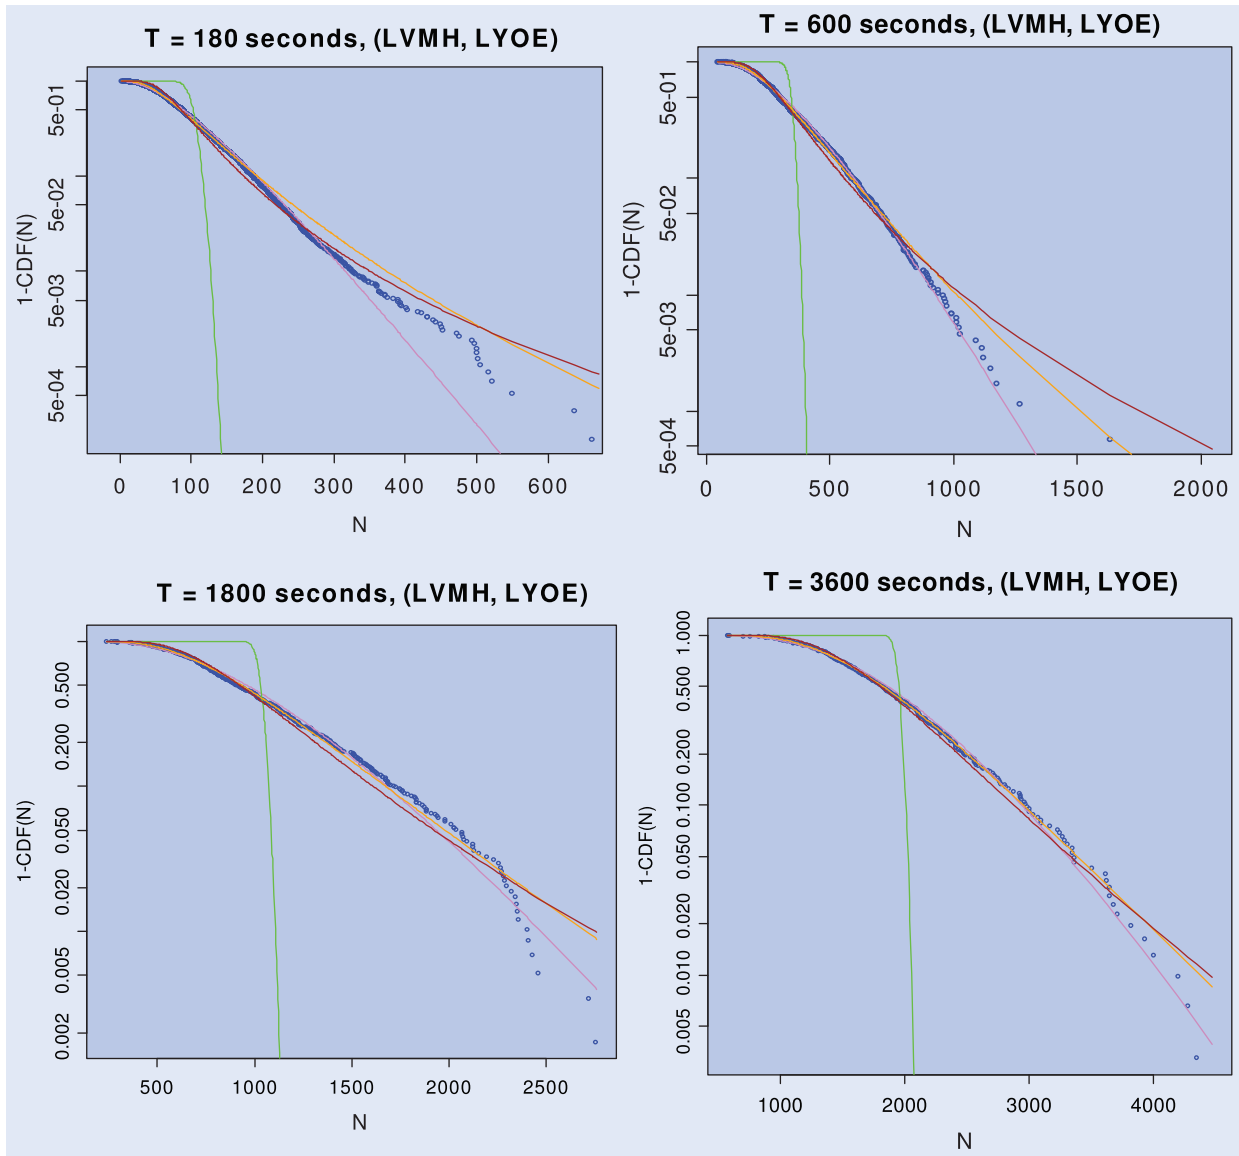 T = 180 seconds, (LVMH, LYOE)
1-CDF(N)
5e-01
5e-02
5e-03
5e-04
0 100 200 300 400 500 600
N
T = 600 seconds, (LVMH, LYOE)
1-CDF(N)
5e-01
5e-02
5e-03
5e-04
0 500 1000 1500 2000
N
T = 1800 seconds, (LVMH, LYOE)
1-CDF(N)
0.500
0.200
0.050
0.020
0.005
0.002
500 1000 1500 2000 2500
N
T = 3600 seconds, (LVMH, LYOE)
1-CDF(N)
1.000
0.500
0.200
0.100
0.050
0.020
0.010
0.005
1000 2000 3000 4000
N